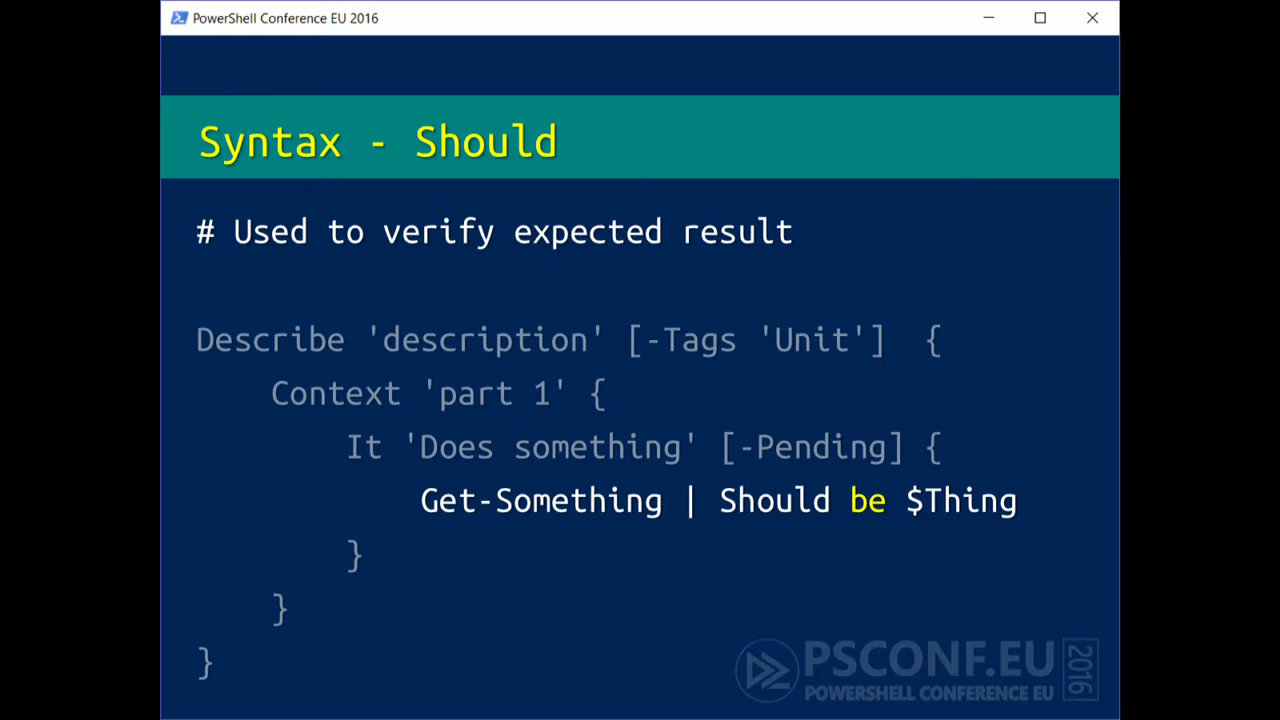 PowerShell Conference EU 2016
Syntax - Should
# Used to verify expected result
Describe 'description' [-Tags 'Unit']  {
    Context 'part 1' {
        It 'Does something' [-Pending] {
            Get-Something | Should be $Thing
        }
    }
}
PSCONF.EU
POWERSHELL CONFERENCE EU
2016